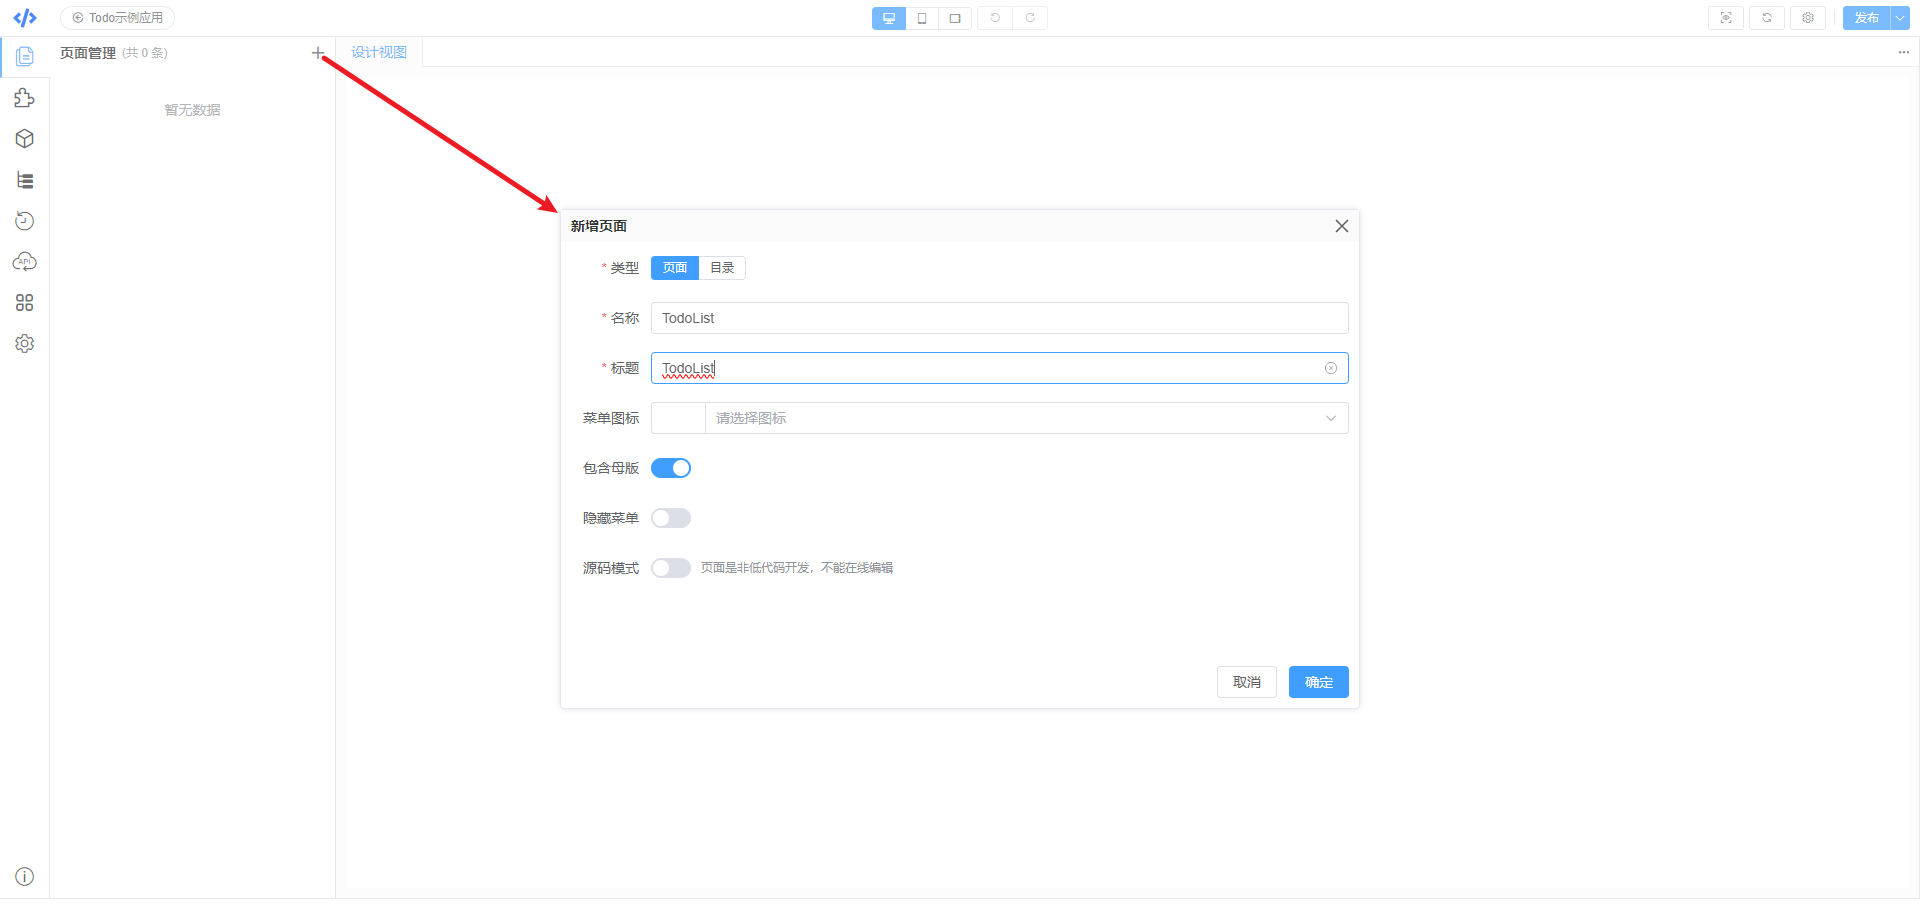 Todo示例应用
发布
页面管理 (共 0 条)
设计视图
暂无数据
API
新增页面
* 类型 页面 目录
* 名称 TodoList
* 标题 TodoList
菜单图标 请选择图标
包含母版
隐藏菜单
源码模式 页面是非低代码开发，不能在线编辑
取消 确定